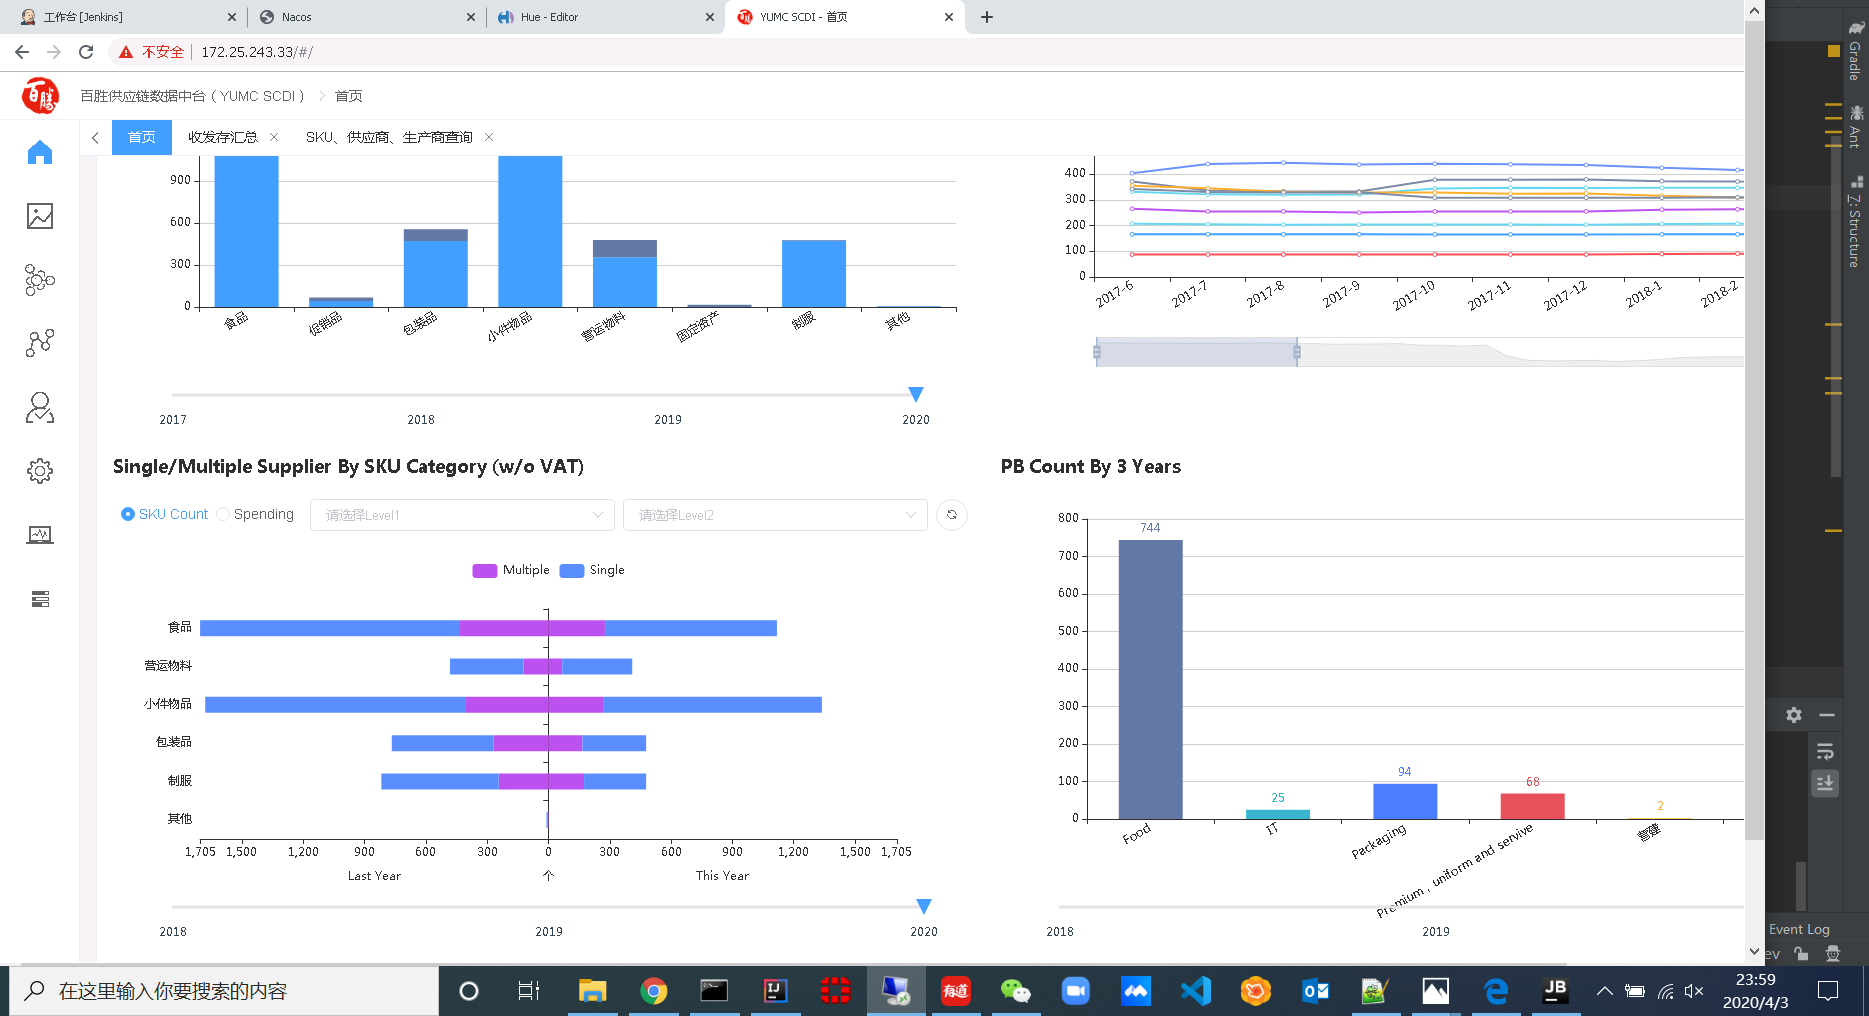 工作台 [Jenkins]
Nacos
Hue - Editor
YUMC SCDI - 首页
不安全
172.25.243.33/#/
百胜
百胜供应链数据中台（YUMC SCDI）
首页
首页
收发存汇总
SKU、供应商、生产商查询
900
600
300
0
食品
促销品
包装品
小件物品
营运物料
固定资产
制服
其他
2017
2018
2019
2020
400
300
200
100
0
2017-6
2017-7
2017-8
2017-9
2017-10
2017-11
2017-12
2018-1
2018-2
Single/Multiple Supplier By SKU Category (w/o VAT)
SKU Count
Spending
请选择Level1
请选择Level2
Multiple
Single
食品
营运物料
小件物品
包装品
制服
其他
1,705 1,500 1,200 900 600 300 0 300 600 900 1,200 1,500 1,705
Last Year
个
This Year
2018
2019
2020
PB Count By 3 Years
800
700
600
500
400
300
200
100
0
744
25
94
68
2
Food
IT
Packaging
Premium , uniform and servive
营建
2018
2019
Gradle
Ant
7: Structure
Event Log
ev
在这里输入你要搜索的内容
IJ
有道
JB
23:59
2020/4/3